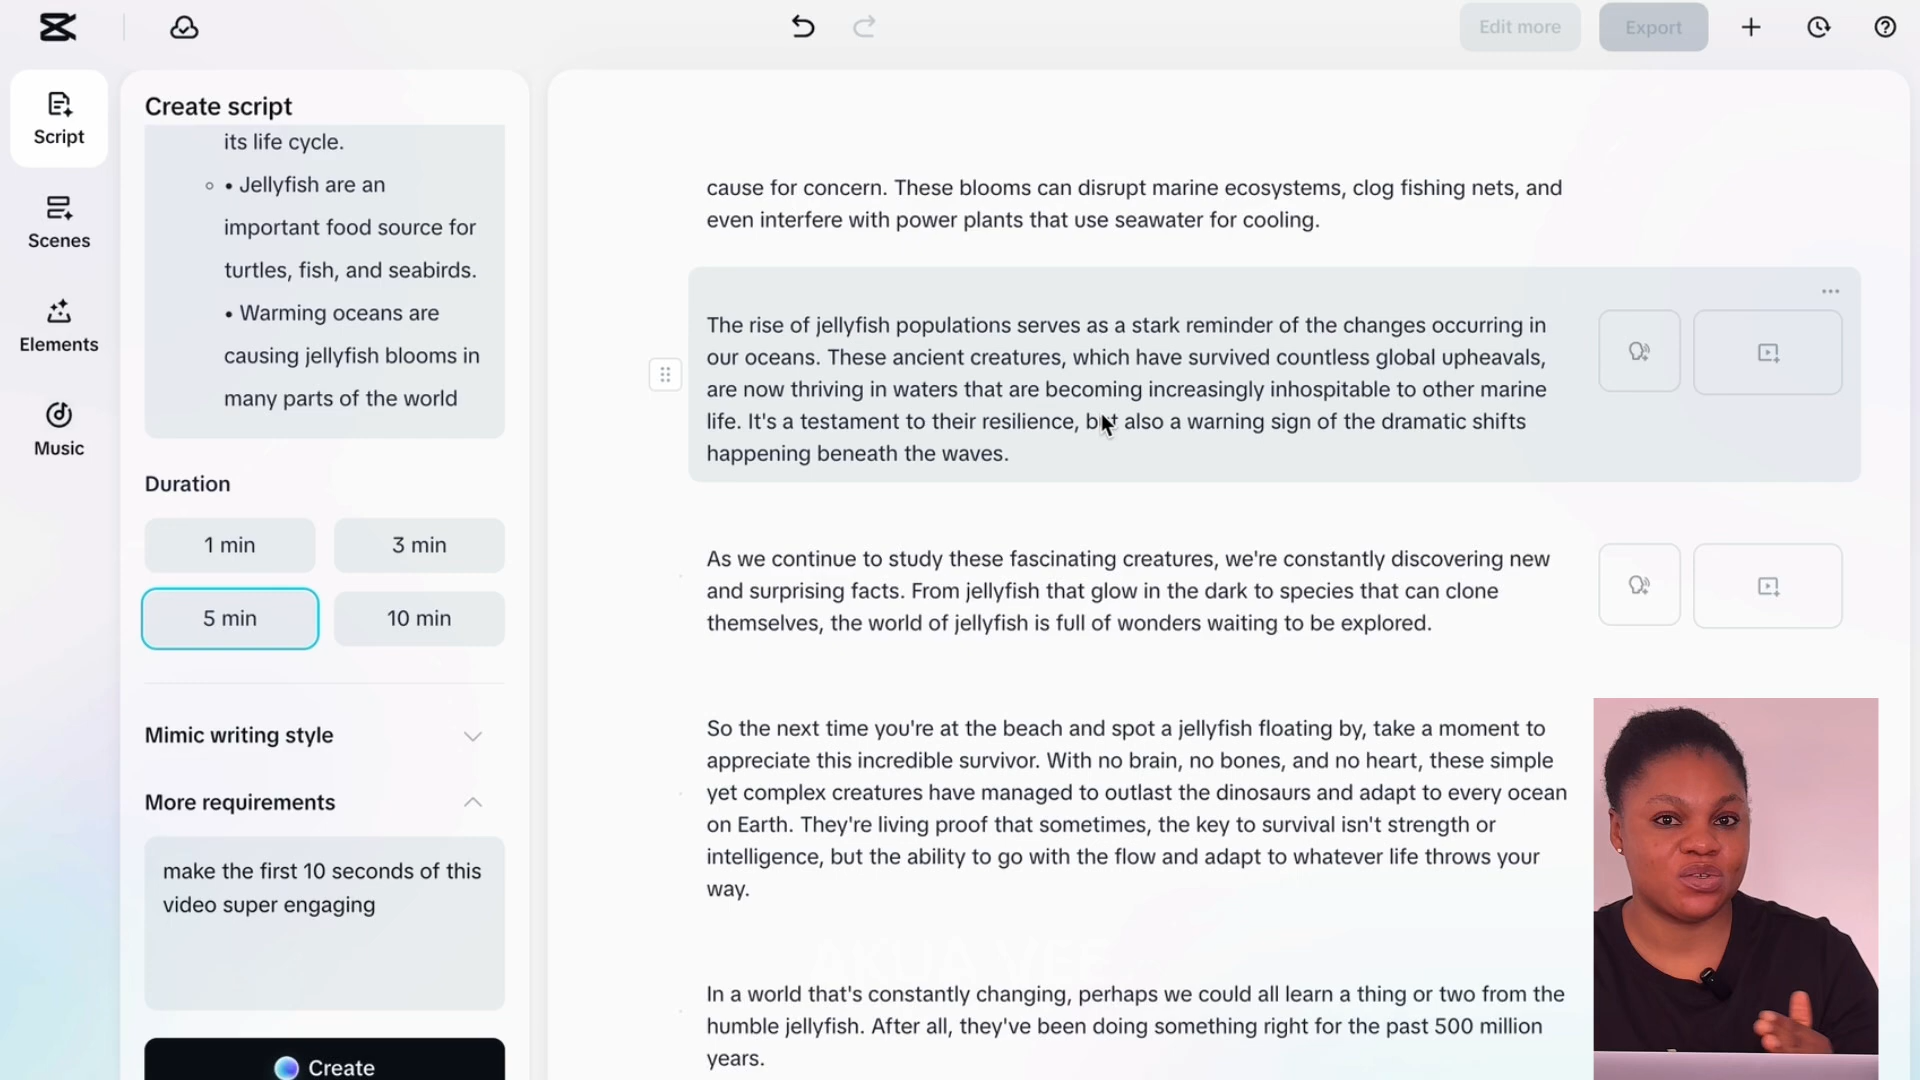 Edit more
Export
Script
Scenes
Elements
Music
Create script
its life cycle.
• Jellyfish are an
important food source for
turtles, fish, and seabirds.
• Warming oceans are
causing jellyfish blooms in
many parts of the world
Duration
1 min
3 min
5 min
10 min
Mimic writing style
More requirements
make the first 10 seconds of this
video super engaging
Create
cause for concern. These blooms can disrupt marine ecosystems, clog fishing nets, and
even interfere with power plants that use seawater for cooling.
The rise of jellyfish populations serves as a stark reminder of the changes occurring in
our oceans. These ancient creatures, which have survived countless global upheavals,
are now thriving in waters that are becoming increasingly inhospitable to other marine
life. It's a testament to their resilience, but also a warning sign of the dramatic shifts
happening beneath the waves.
As we continue to study these fascinating creatures, we're constantly discovering new
and surprising facts. From jellyfish that glow in the dark to species that can clone
themselves, the world of jellyfish is full of wonders waiting to be explored.
So the next time you're at the beach and spot a jellyfish floating by, take a moment to
appreciate this incredible survivor. With no brain, no bones, and no heart, these simple
yet complex creatures have managed to outlast the dinosaurs and adapt to every ocean
on Earth. They're living proof that sometimes, the key to survival isn't strength or
intelligence, but the ability to go with the flow and adapt to whatever life throws your
way.
AKUA VEE
In a world that's constantly changing, perhaps we could all learn a thing or two from the
humble jellyfish. After all, they've been doing something right for the past 500 million
years.